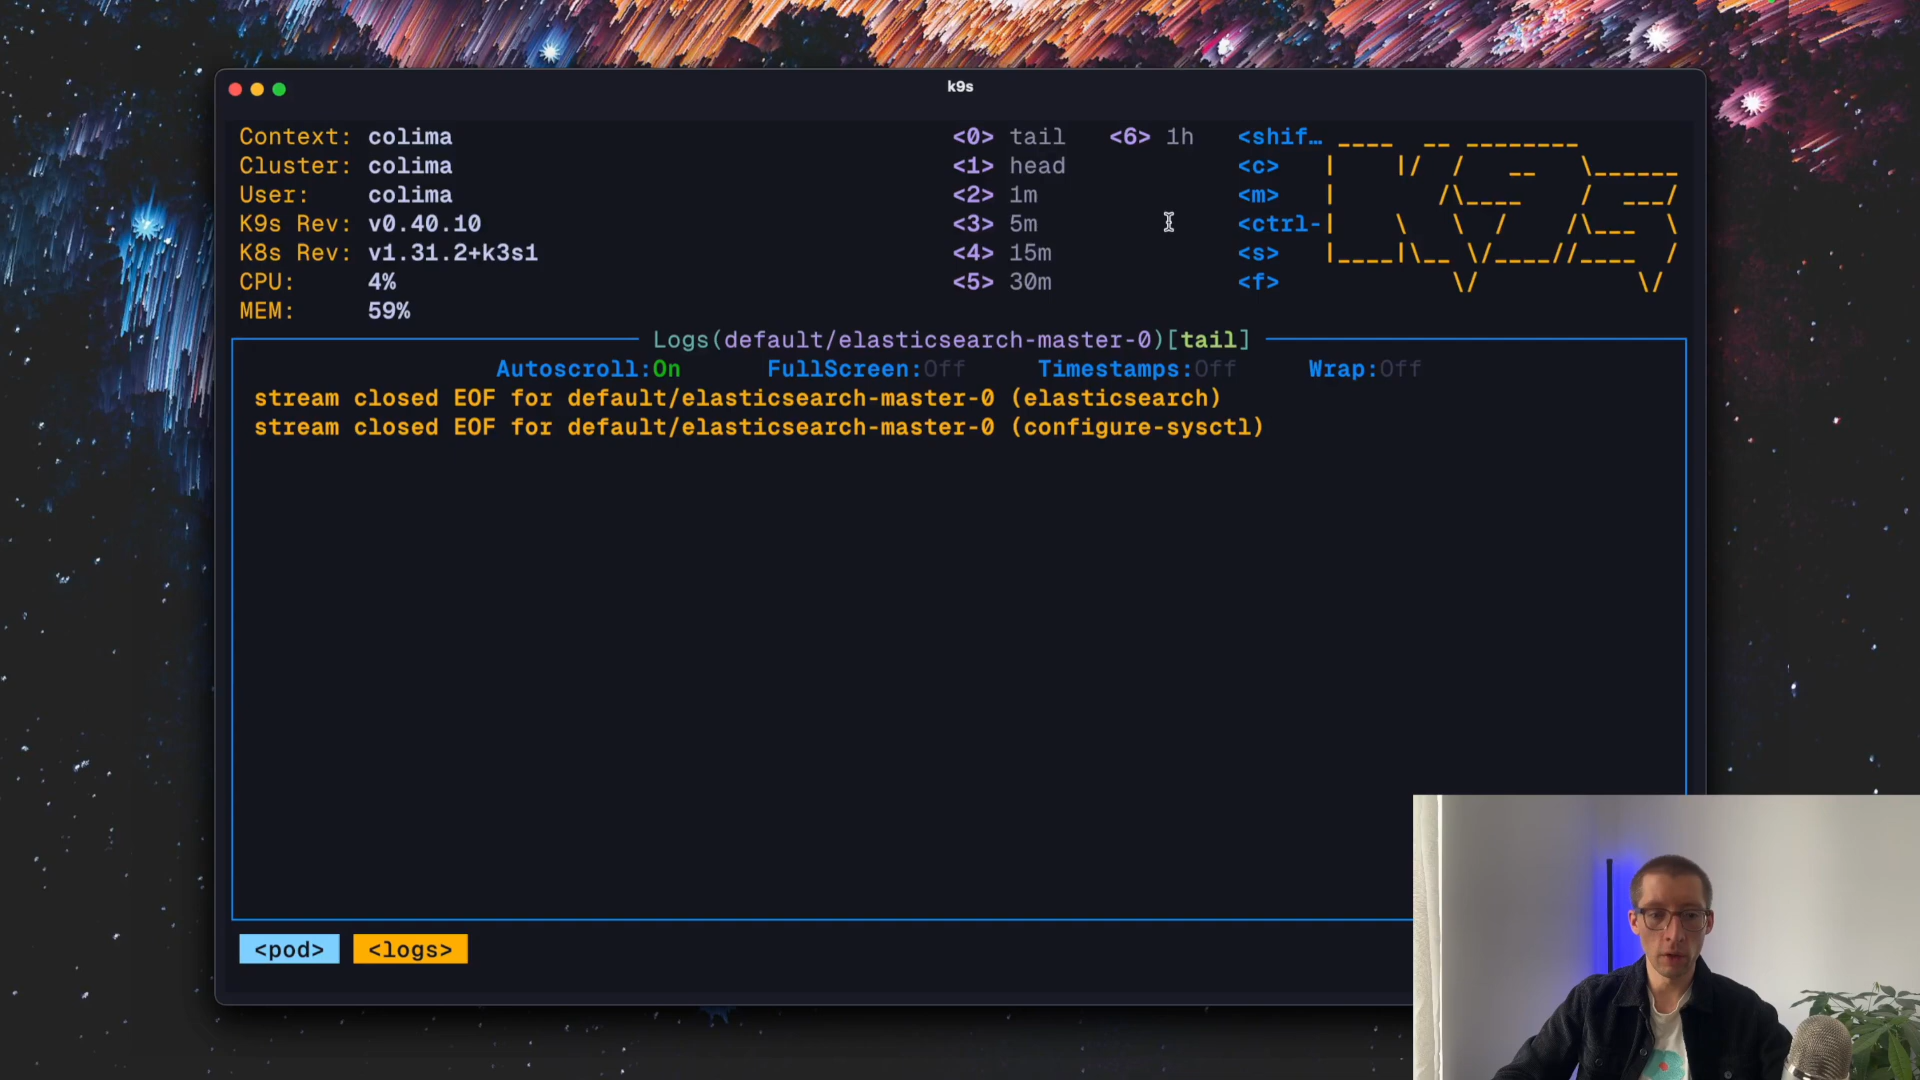 k9s
Context: colima <0> tail <6> 1h <shif…
Cluster: colima <1> head <c>
User: colima <2> 1m <m>
K9s Rev: v0.40.10 <3> 5m <ctrl-
K8s Rev: v1.31.2+k3s1 <4> 15m <s>
CPU: 4% <5> 30m <f>
MEM: 59%
Logs(default/elasticsearch-master-0)[tail]
Autoscroll:On FullScreen:Off Timestamps:Off Wrap:Off
stream closed EOF for default/elasticsearch-master-0 (elasticsearch)
stream closed EOF for default/elasticsearch-master-0 (configure-sysctl)
<pod> <logs>